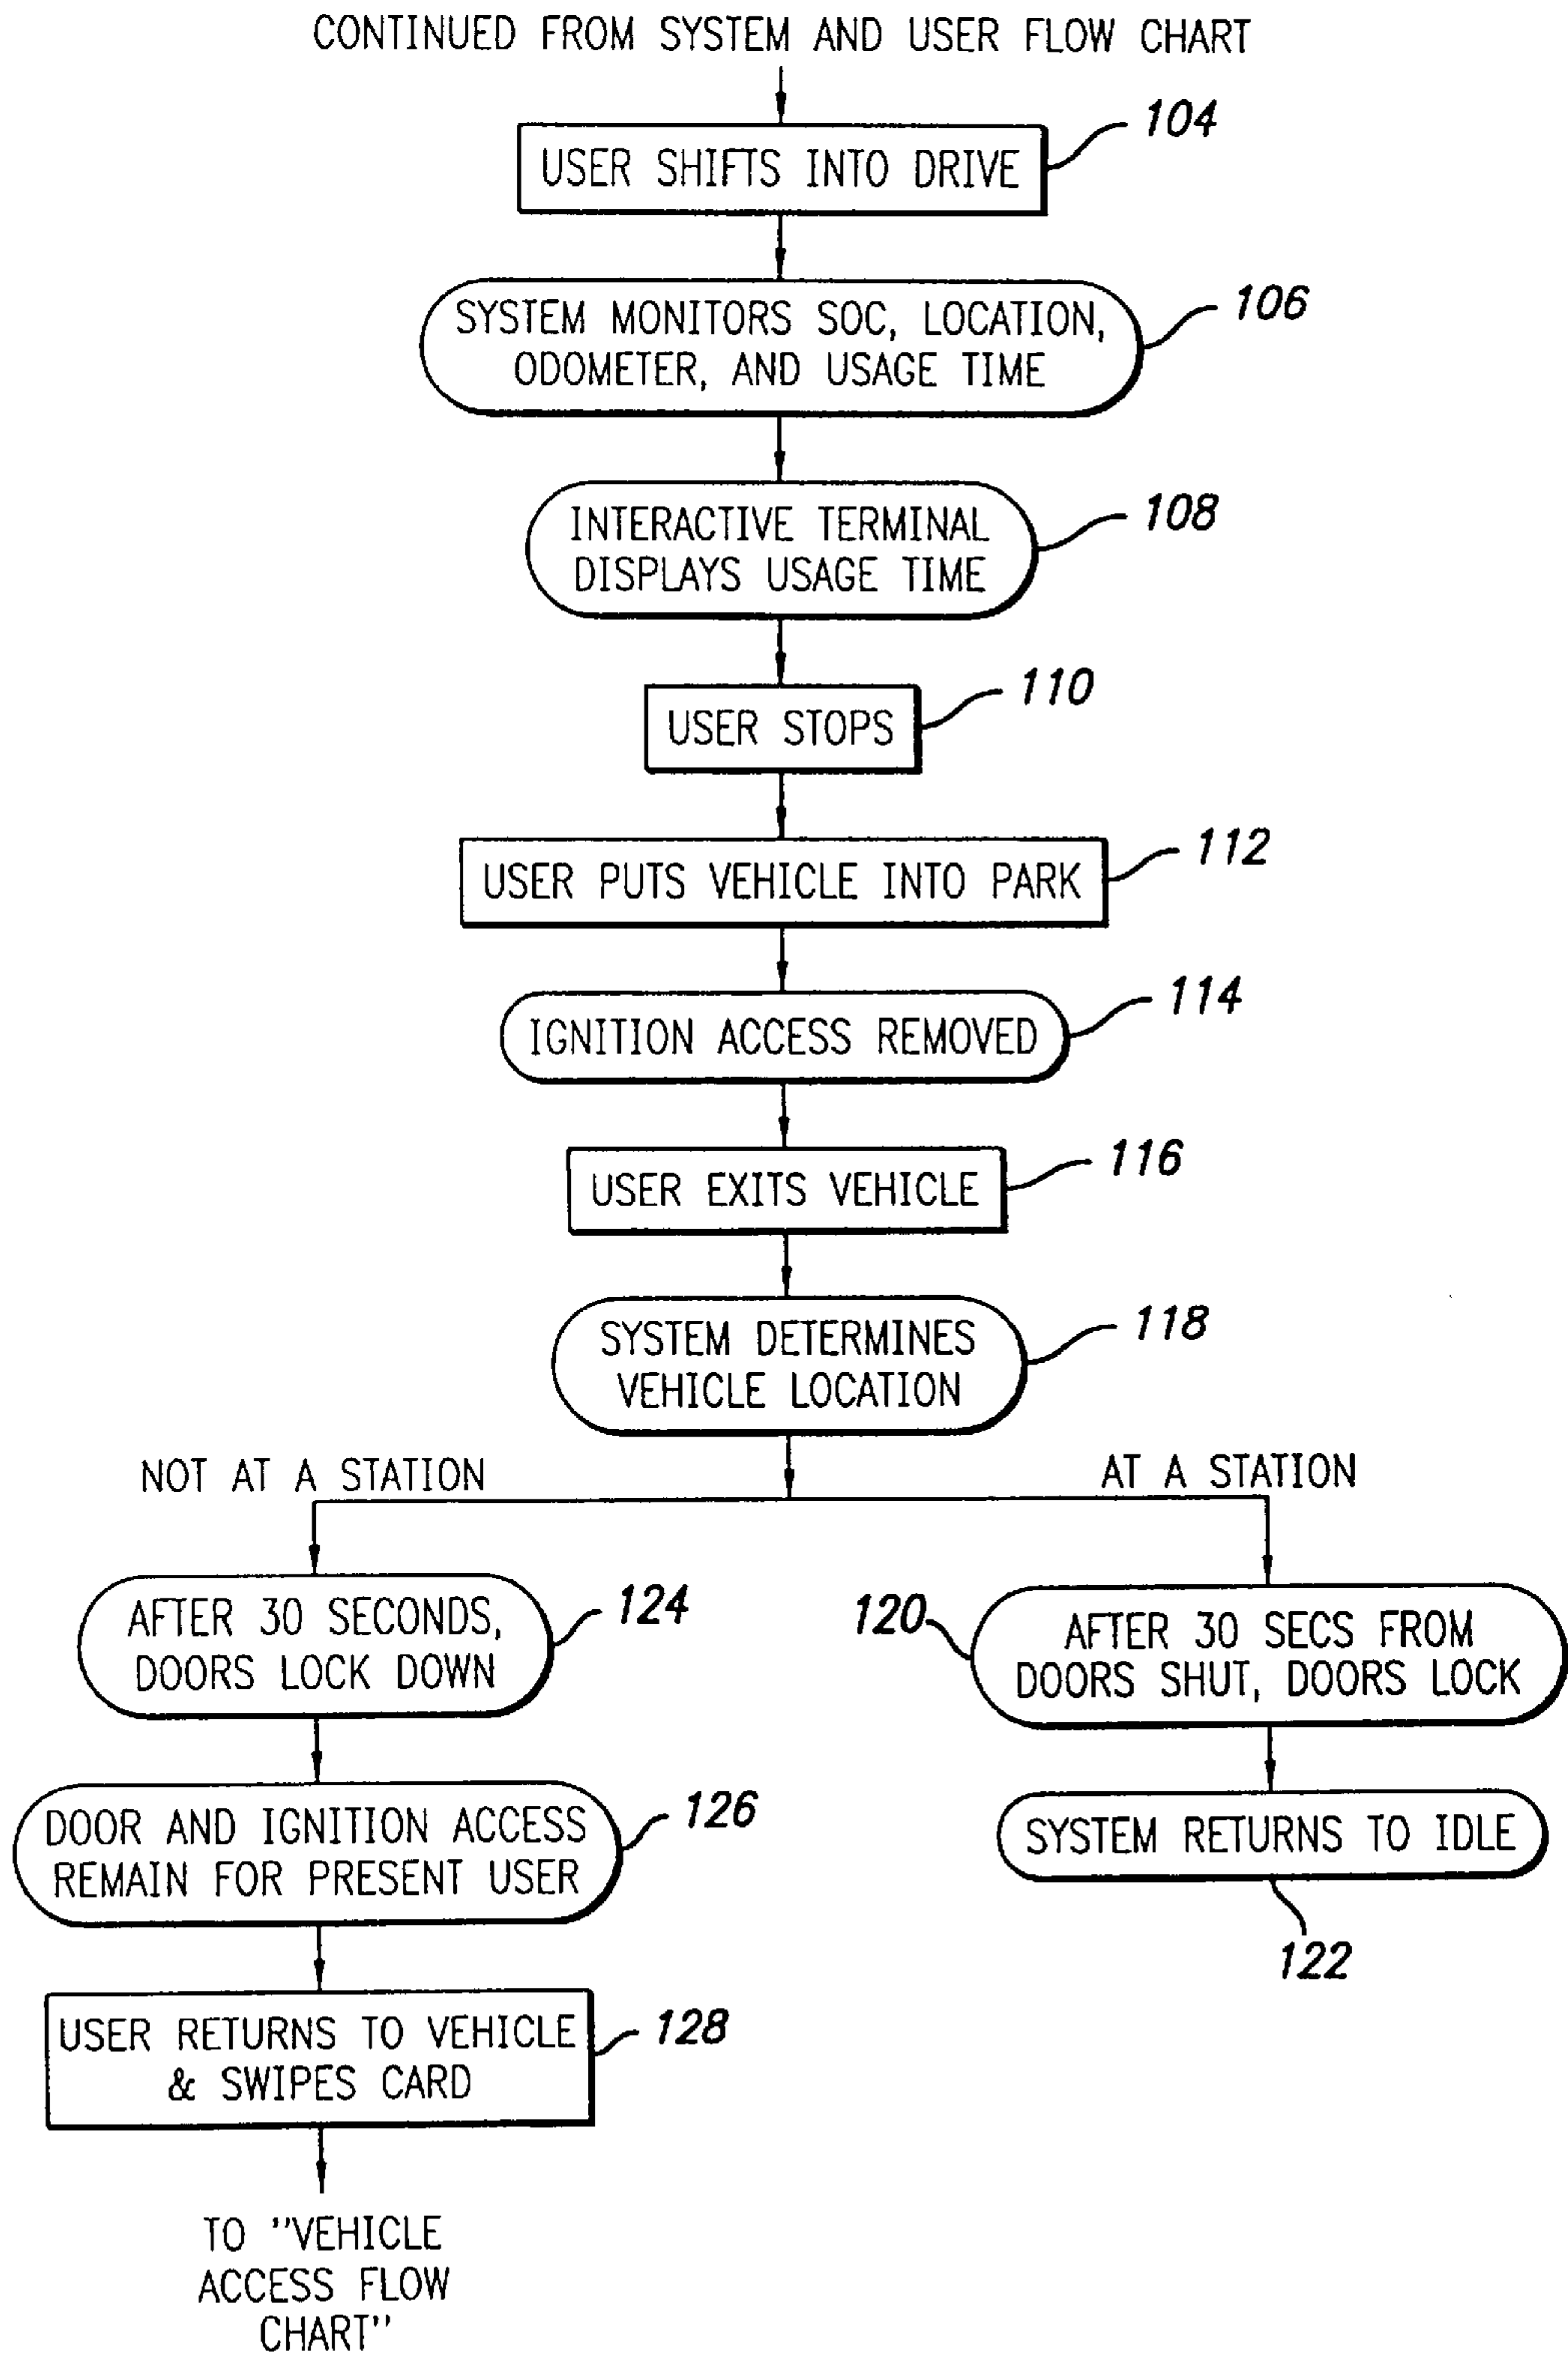 CONTINUED FROM SYSTEM AND USER FLOW CHART
104
USER SHIFTS INTO DRIVE
106
SYSTEM MONITORS SOC, LOCATION,
ODOMETER, AND USAGE TIME
108
INTERACTIVE TERMINAL
DISPLAYS USAGE TIME
110
USER STOPS
112
USER PUTS VEHICLE INTO PARK
114
IGNITION ACCESS REMOVED
116
USER EXITS VEHICLE
118
SYSTEM DETERMINES
VEHICLE LOCATION
NOT AT A STATION
AT A STATION
124
AFTER 30 SECONDS,
DOORS LOCK DOWN
120
AFTER 30 SECS FROM
DOORS SHUT, DOORS LOCK
126
DOOR AND IGNITION ACCESS
REMAIN FOR PRESENT USER
SYSTEM RETURNS TO IDLE
122
128
USER RETURNS TO VEHICLE
& SWIPES CARD
TO "VEHICLE
ACCESS FLOW
CHART"